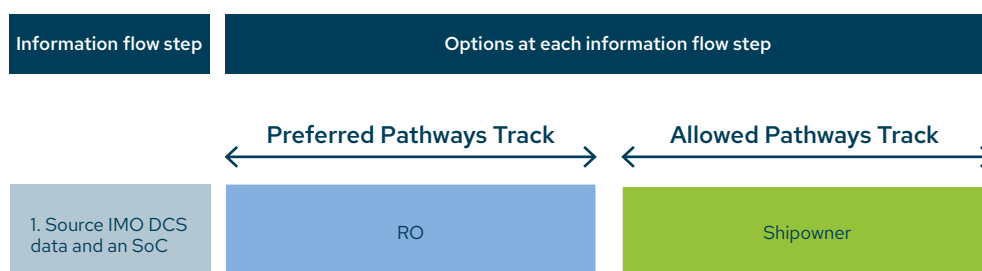 Information flow step
Options at each information flow step
Preferred Pathways Track
Allowed Pathways Track
1. Source IMO DCS
data and an SoC
RO
Shipowner